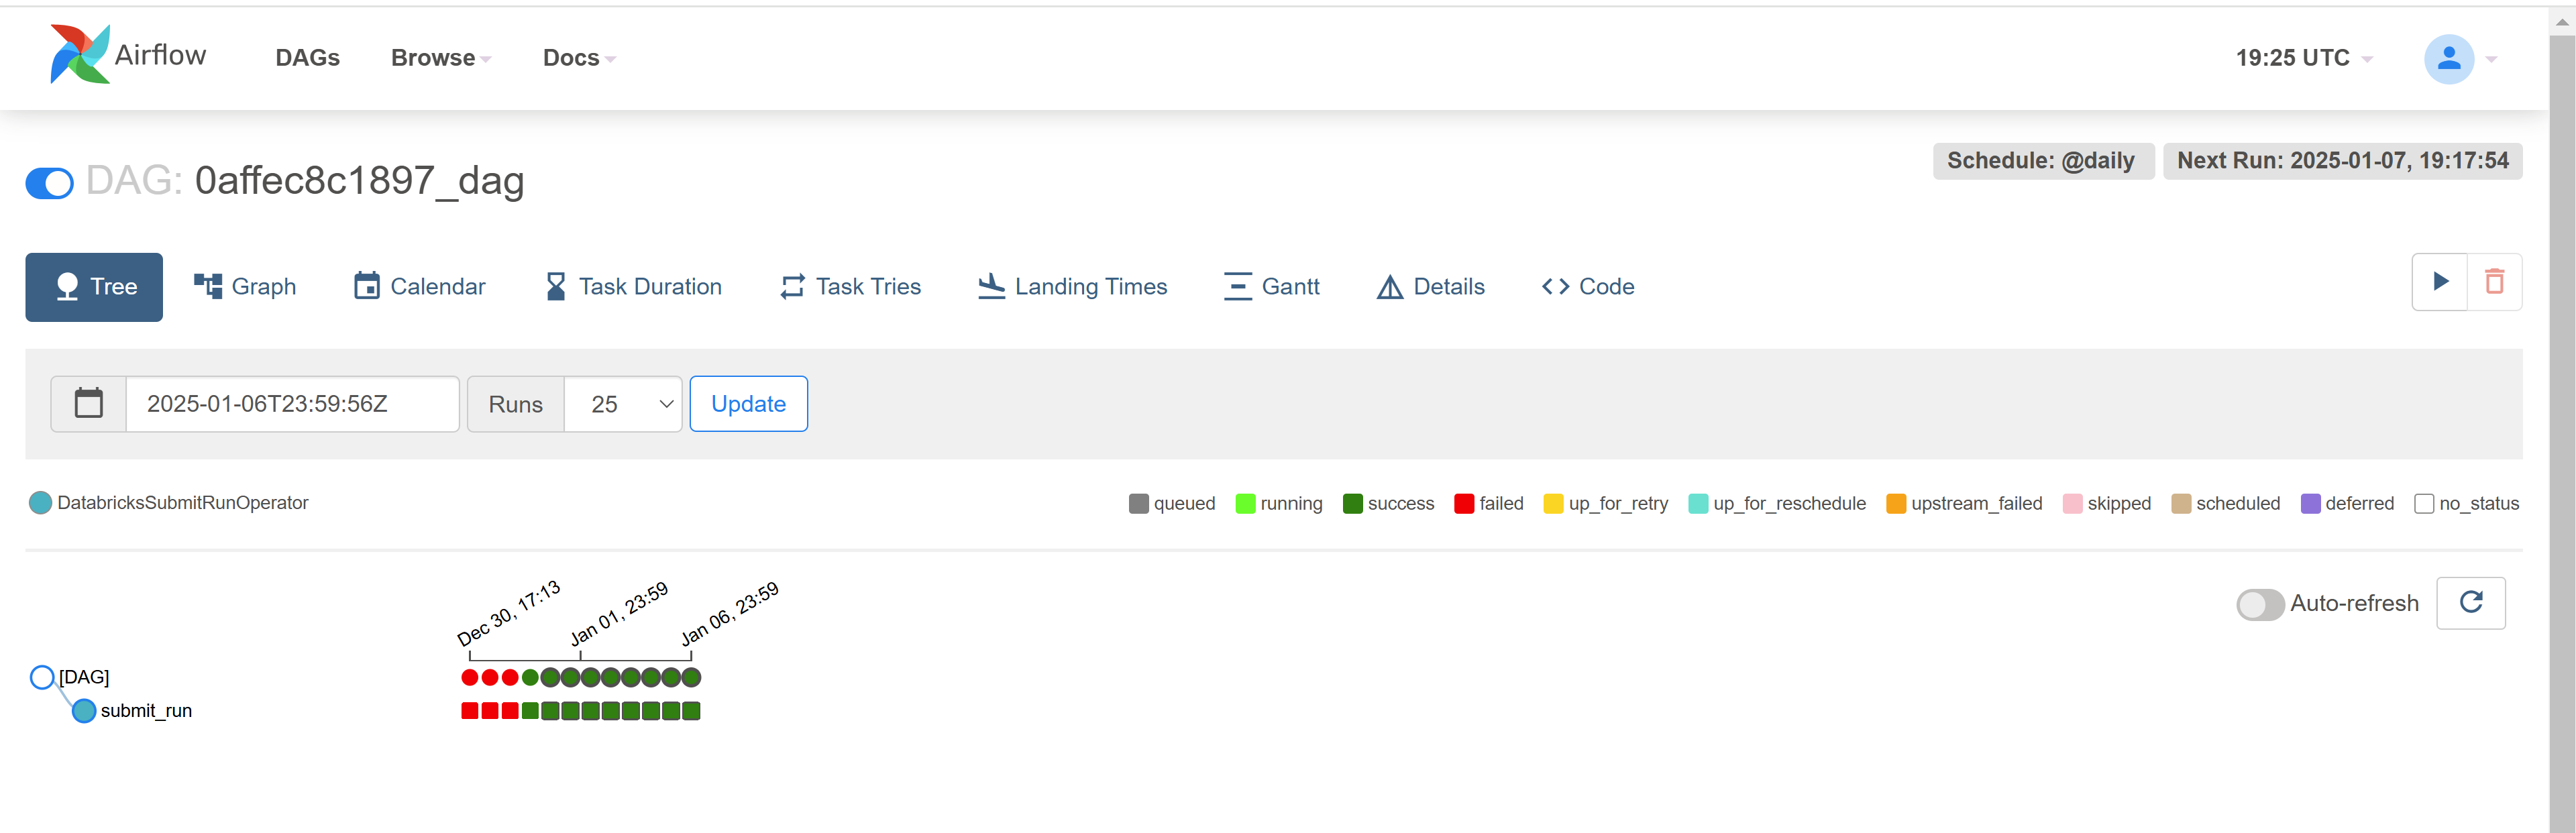 Airflow DAGs Browse Docs 19:25 UTC
DAG: 0affec8c1897_dag Schedule: @daily Next Run: 2025-01-07, 19:17:54
Tree Graph Calendar Task Duration Task Tries Landing Times Gantt Details Code
2025-01-06T23:59:56Z Runs 25 Update
DatabricksSubmitRunOperator queued running success failed up_for_retry up_for_reschedule upstream_failed skipped scheduled deferred no_status
Dec 30, 17:13 Jan 01, 23:59 Jan 06, 23:59 Auto-refresh
[DAG]
submit_run